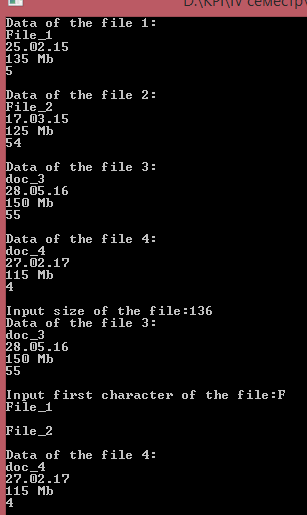 D:\KPI\IV семестр\
Data of the file 1:
File_1
25.02.15
135 Mb
5
Data of the file 2:
File_2
17.03.15
125 Mb
54
Data of the file 3:
doc_3
28.05.16
150 Mb
55
Data of the file 4:
doc_4
27.02.17
115 Mb
4
Input size of the file:136
Data of the file 3:
doc_3
28.05.16
150 Mb
55
Input first character of the file:F
File_1
File_2
Data of the file 4:
doc_4
27.02.17
115 Mb
4